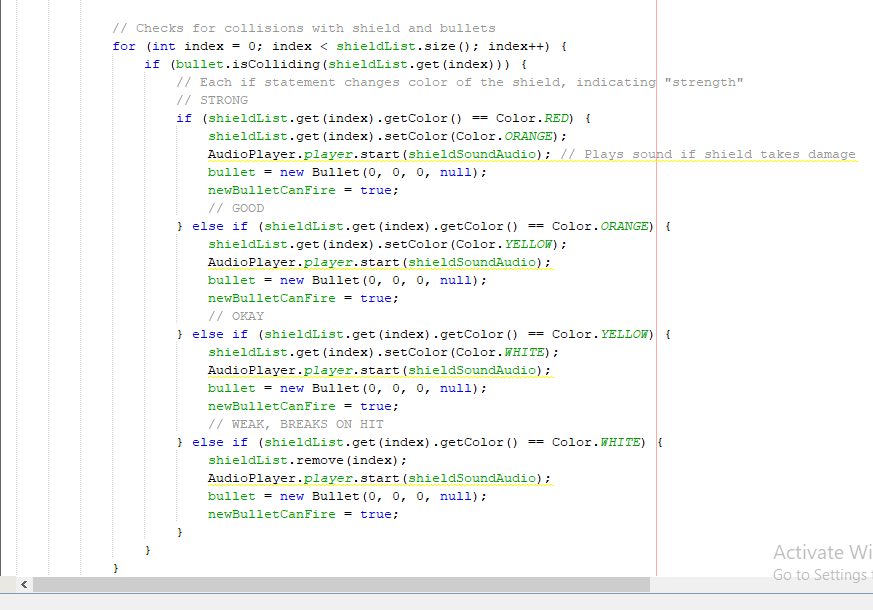 // Checks for collisions with shield and bullets
for (int index = 0; index < shieldList.size(); index++) {
if (bullet.isColliding(shieldList.get(index))) {
// Each if statement changes color of the shield, indicating "strength"
// STRONG
if (shieldList.get(index).getColor() == Color.RED) {
shieldList.get(index).setColor(Color.ORANGE);
AudioPlayer.player.start(shieldSoundAudio); // Plays sound if shield takes damage
bullet = new Bullet(0, 0, 0, null);
newBulletCanFire = true;
// GOOD
} else if (shieldList.get(index).getColor() == Color.ORANGE) {
shieldList.get(index).setColor(Color.YELLOW);
AudioPlayer.player.start(shieldSoundAudio);
bullet = new Bullet(0, 0, 0, null);
newBulletCanFire = true;
// OKAY
} else if (shieldList.get(index).getColor() == Color.YELLOW) {
shieldList.get(index).setColor(Color.WHITE);
AudioPlayer.player.start(shieldSoundAudio);
bullet = new Bullet(0, 0, 0, null);
newBulletCanFire = true;
// WEAK, BREAKS ON HIT
} else if (shieldList.get(index).getColor() == Color.WHITE) {
shieldList.remove(index);
AudioPlayer.player.start(shieldSoundAudio);
bullet = new Bullet(0, 0, 0, null);
newBulletCanFire = true;
}
}
}
Activate Wi
Go to Settings